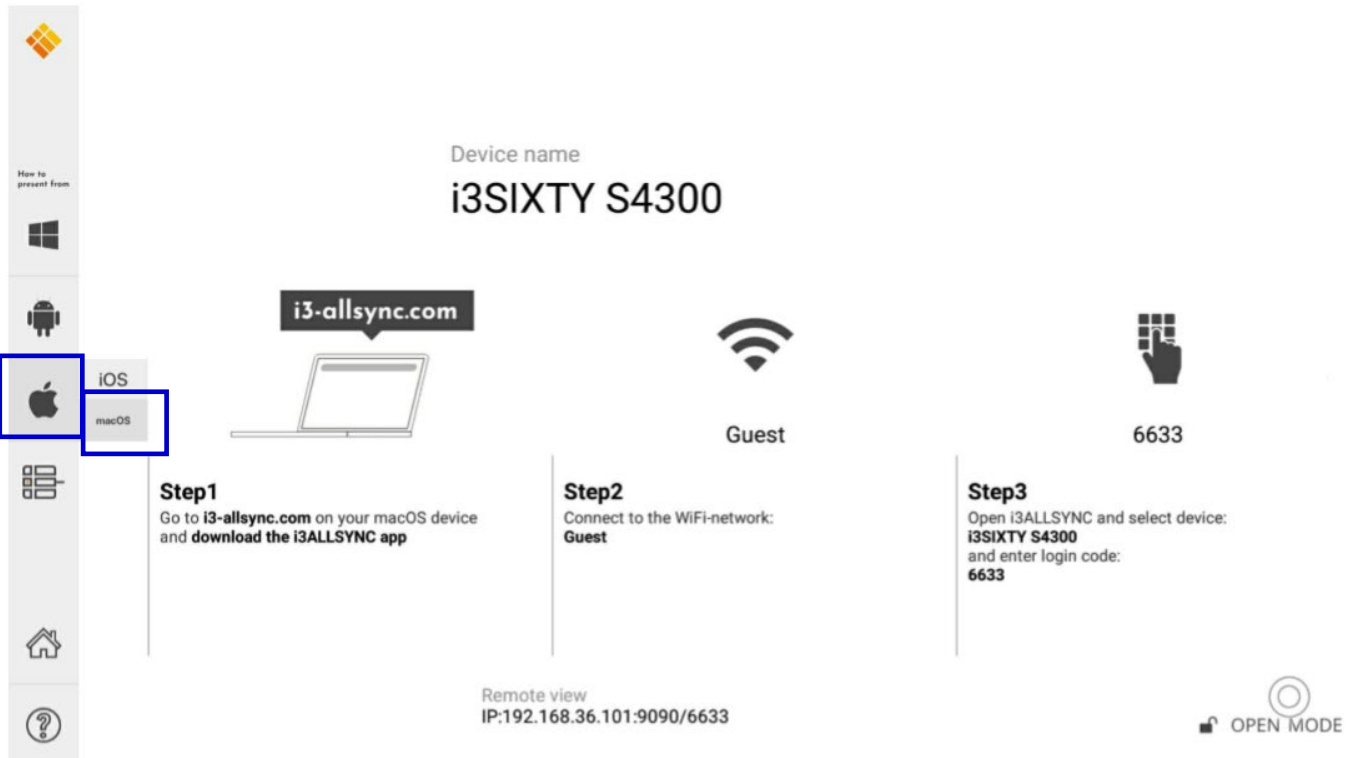 How to
present from
Device name
i3SIXTY S4300
i3-allsync.com
iOS
macOS
Guest
6633
Step1
Go to i3-allsync.com on your macOS device
and download the i3ALLSYNC app
Step2
Connect to the WiFi-network:
Guest
Step3
Open i3ALLSYNC and select device:
i3SIXTY S4300
and enter login code:
6633
Remote view
IP:192.168.36.101:9090/6633
OPEN MODE